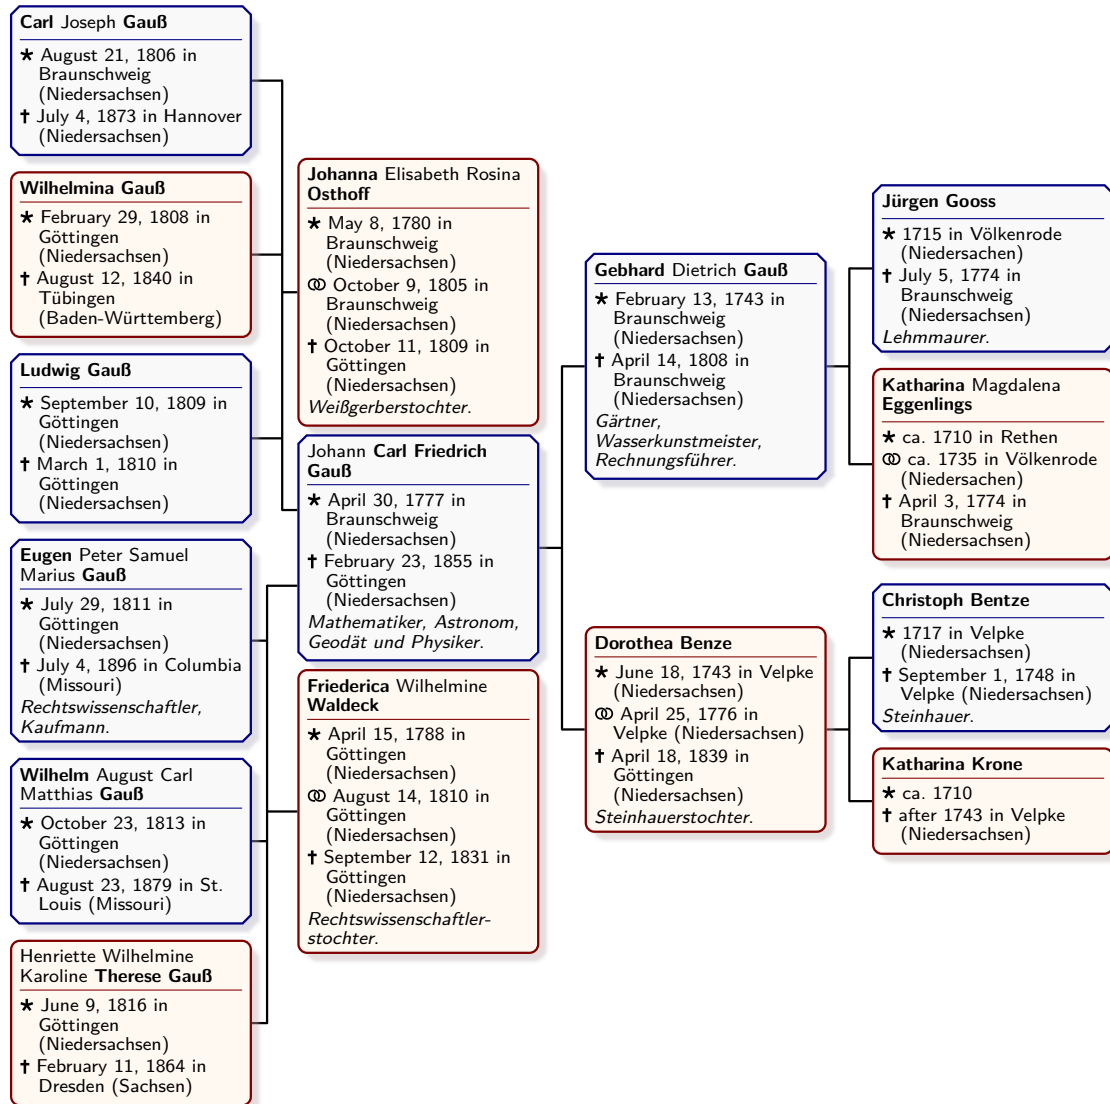 Carl Joseph Gauß
★ August 21, 1806 in
Braunschweig
(Niedersachsen)
† July 4, 1873 in Hannover
(Niedersachsen)
Wilhelmina Gauß
★ February 29, 1808 in
Göttingen
(Niedersachsen)
† August 12, 1840 in
Tübingen
(Baden-Württemberg)
Ludwig Gauß
★ September 10, 1809 in
Göttingen
(Niedersachsen)
† March 1, 1810 in
Göttingen
(Niedersachsen)
Eugen Peter Samuel
Marius Gauß
★ July 29, 1811 in
Göttingen
(Niedersachsen)
† July 4, 1896 in Columbia
(Missouri)
Rechtswissenschaftler,
Kaufmann.
Wilhelm August Carl
Matthias Gauß
★ October 23, 1813 in
Göttingen
(Niedersachsen)
† August 23, 1879 in St.
Louis (Missouri)
Henriette Wilhelmine
Karoline Therese Gauß
★ June 9, 1816 in
Göttingen
(Niedersachsen)
† February 11, 1864 in
Dresden (Sachsen)
Johanna Elisabeth Rosina
Osthoff
★ May 8, 1780 in
Braunschweig
(Niedersachsen)
⚭ October 9, 1805 in
Braunschweig
(Niedersachsen)
† October 11, 1809 in
Göttingen
(Niedersachsen)
Weißgerberstochter.
Johann Carl Friedrich
Gauß
★ April 30, 1777 in
Braunschweig
(Niedersachsen)
† February 23, 1855 in
Göttingen
(Niedersachsen)
Mathematiker, Astronom,
Geodät und Physiker.
Friederica Wilhelmine
Waldeck
★ April 15, 1788 in
Göttingen
(Niedersachsen)
⚭ August 14, 1810 in
Göttingen
(Niedersachsen)
† September 12, 1831 in
Göttingen
(Niedersachsen)
Rechtswissenschaftler-
stochter.
Gebhard Dietrich Gauß
★ February 13, 1743 in
Braunschweig
(Niedersachsen)
† April 14, 1808 in
Braunschweig
(Niedersachsen)
Gärtner,
Wasserkunstmeister,
Rechnungsführer.
Dorothea Benze
★ June 18, 1743 in Velpke
(Niedersachsen)
⚭ April 25, 1776 in
Velpke (Niedersachsen)
† April 18, 1839 in
Göttingen
(Niedersachsen)
Steinhauerstochter.
Jürgen Gooss
★ 1715 in Völkenrode
(Niedersachen)
† July 5, 1774 in
Braunschweig
(Niedersachsen)
Lehmmaurer.
Katharina Magdalena
Eggenlings
★ ca. 1710 in Rethen
⚭ ca. 1735 in Völkenrode
(Niedersachen)
† April 3, 1774 in
Braunschweig
(Niedersachsen)
Christoph Bentze
★ 1717 in Velpke
(Niedersachsen)
† September 1, 1748 in
Velpke (Niedersachsen)
Steinhauer.
Katharina Krone
★ ca. 1710
† after 1743 in Velpke
(Niedersachsen)